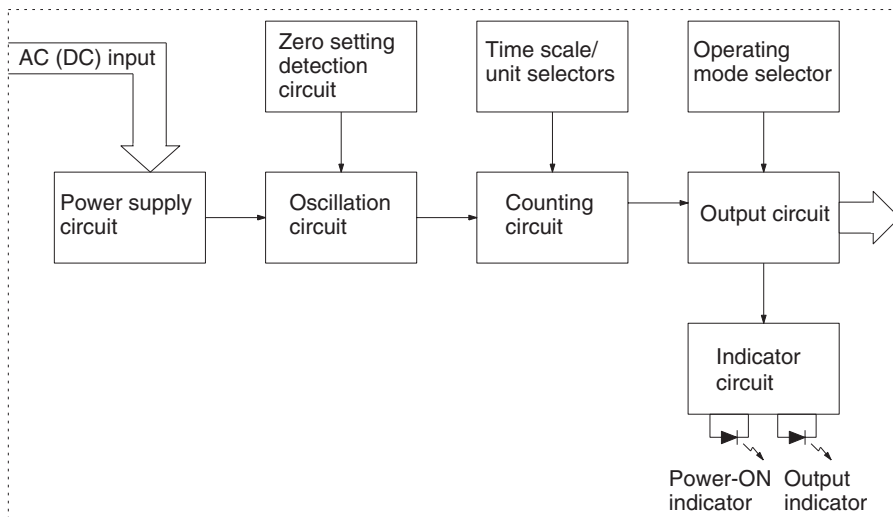 AC (DC) input
Zero setting
detection
circuit
Time scale/
unit selectors
Operating
mode selector
Power supply
circuit
Oscillation
circuit
Counting
circuit
Output circuit
Indicator
circuit
Power-ON
indicator
Output
indicator